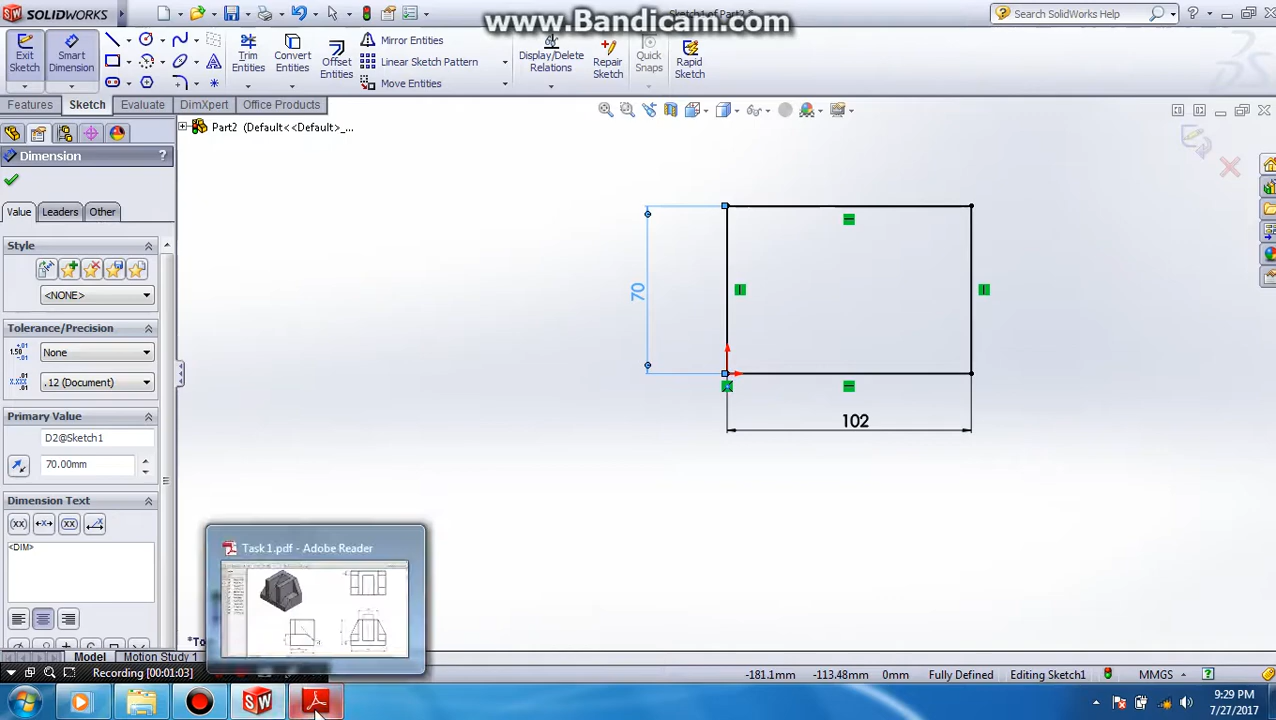 SOLIDWORKS
Sketch1 of Part2 *
www.Bandicam.com
Search SolidWorks Help
Exit Sketch
Smart Dimension
Trim Entities
Convert Entities
Offset Entities
Mirror Entities
Linear Sketch Pattern
Move Entities
Display/Delete Relations
Repair Sketch
Quick Snaps
Rapid Sketch
Features
Sketch
Evaluate
DimXpert
Office Products
Part2 (Default<<Default>_...
Dimension
?
Value
Leaders
Other
Style
<NONE>
Tolerance/Precision
None
.12 (Document)
Primary Value
D2@Sketch1
70.00mm
Dimension Text
<DIM>
70
102
Task 1.pdf - Adobe Reader
*To
Model
Motion Study 1
Recording [00:01:03]
-181.1mm
-113.48mm
0mm
Fully Defined
Editing Sketch1
MMGS
9:29 PM
7/27/2017